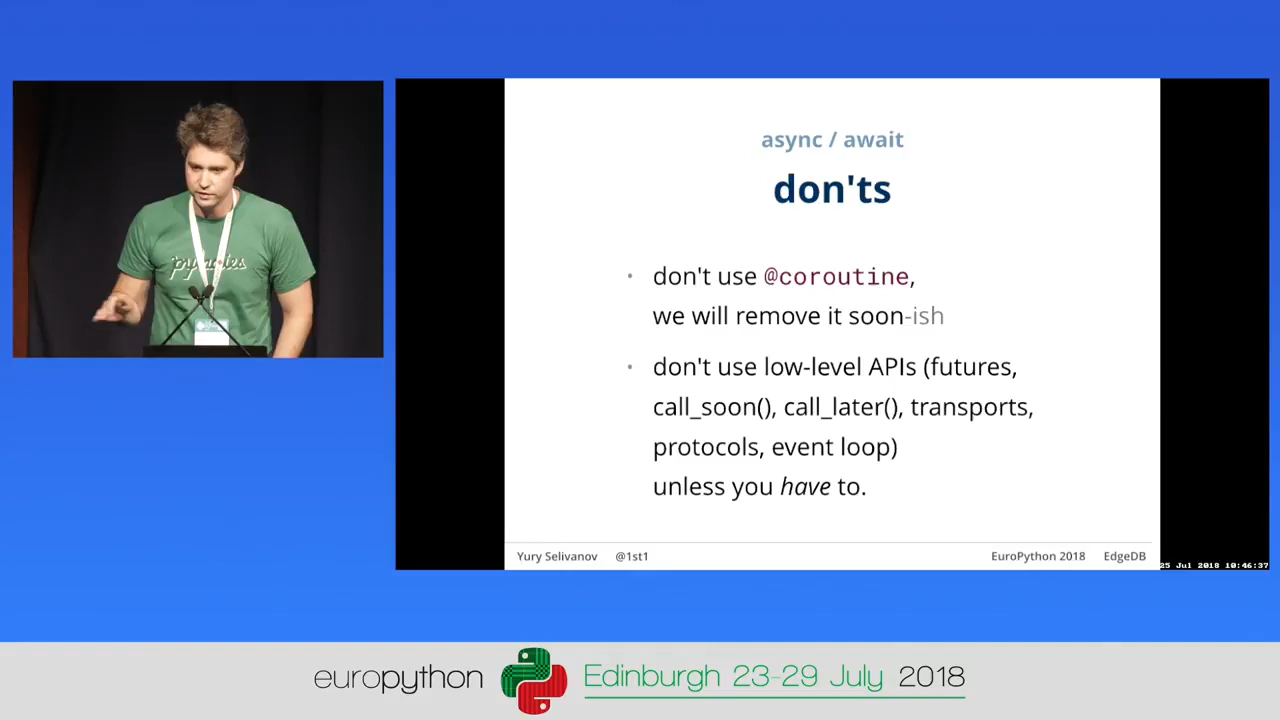 async / await
don'ts
• don't use @coroutine,
we will remove it soon-ish
• don't use low-level APIs (futures,
call_soon(), call_later(), transports,
protocols, event loop)
unless you have to.
Yury Selivanov @1st1 EuroPython 2018 EdgeDB
25 Jul 2018 10:46:37
europython Edinburgh 23-29 July 2018